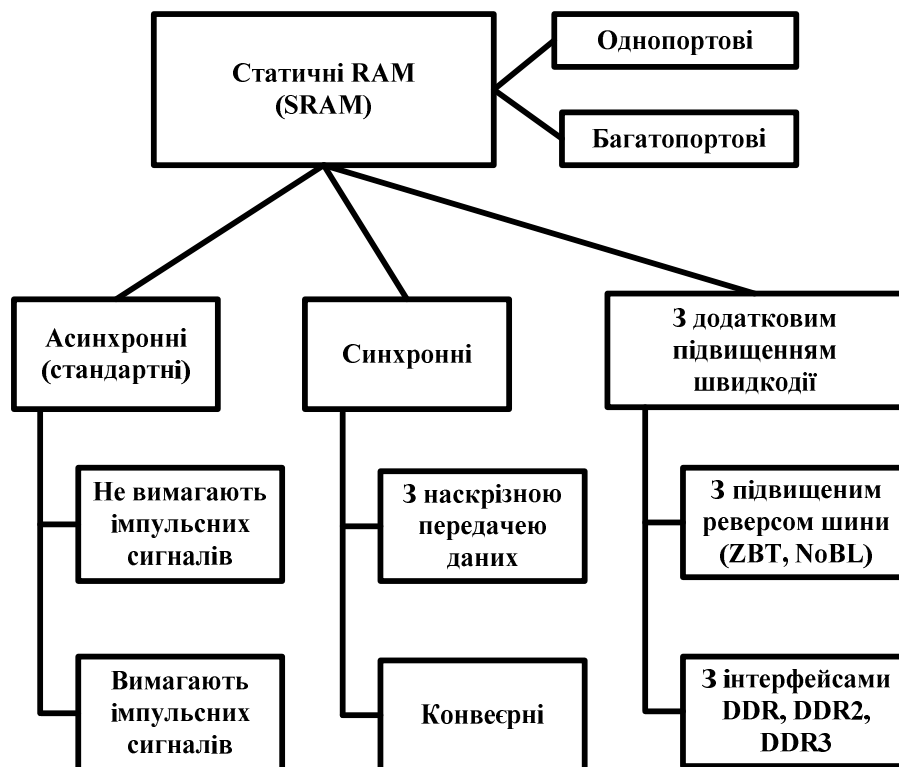 Статичні RAM
(SRAM)
Однопортові
Багатопортові
Асинхронні
(стандартні)
Синхронні
З додатковим
підвищенням
швидкодії
Не вимагають
імпульсних
сигналів
З наскрізною
передачею
даних
З підвищеним
реверсом шини
(ZBT, NoBL)
Вимагають
імпульсних
сигналів
Конвеєрні
З інтерфейсами
DDR, DDR2,
DDR3